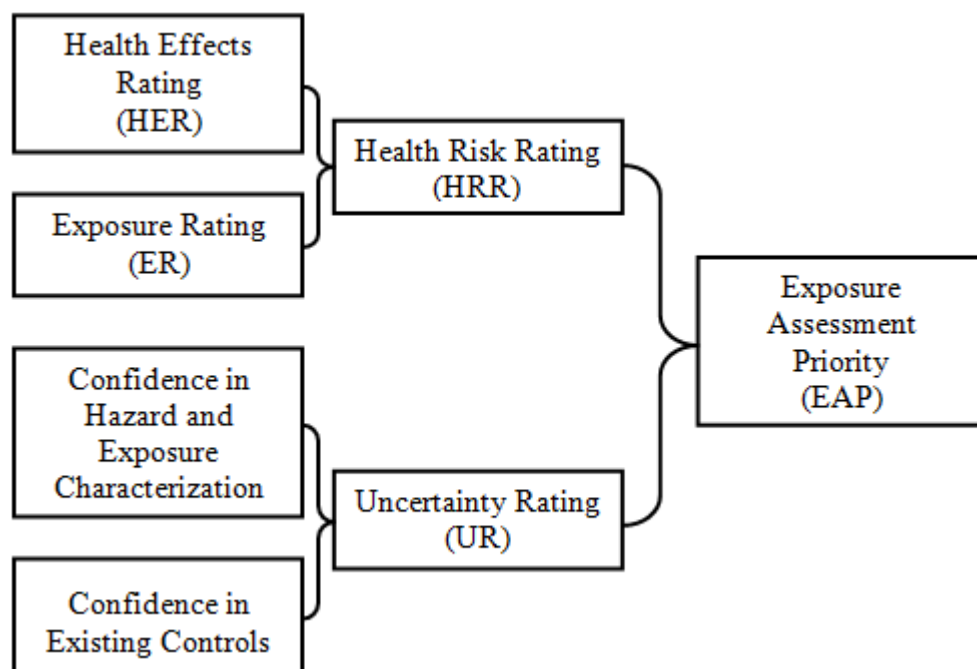 Health Effects
Rating
(HER)
Exposure Rating
(ER)
Health Risk Rating
(HRR)
Confidence in
Hazard and
Exposure
Characterization
Confidence in
Existing Controls
Uncertainty Rating
(UR)
Exposure
Assessment
Priority
(EAP)